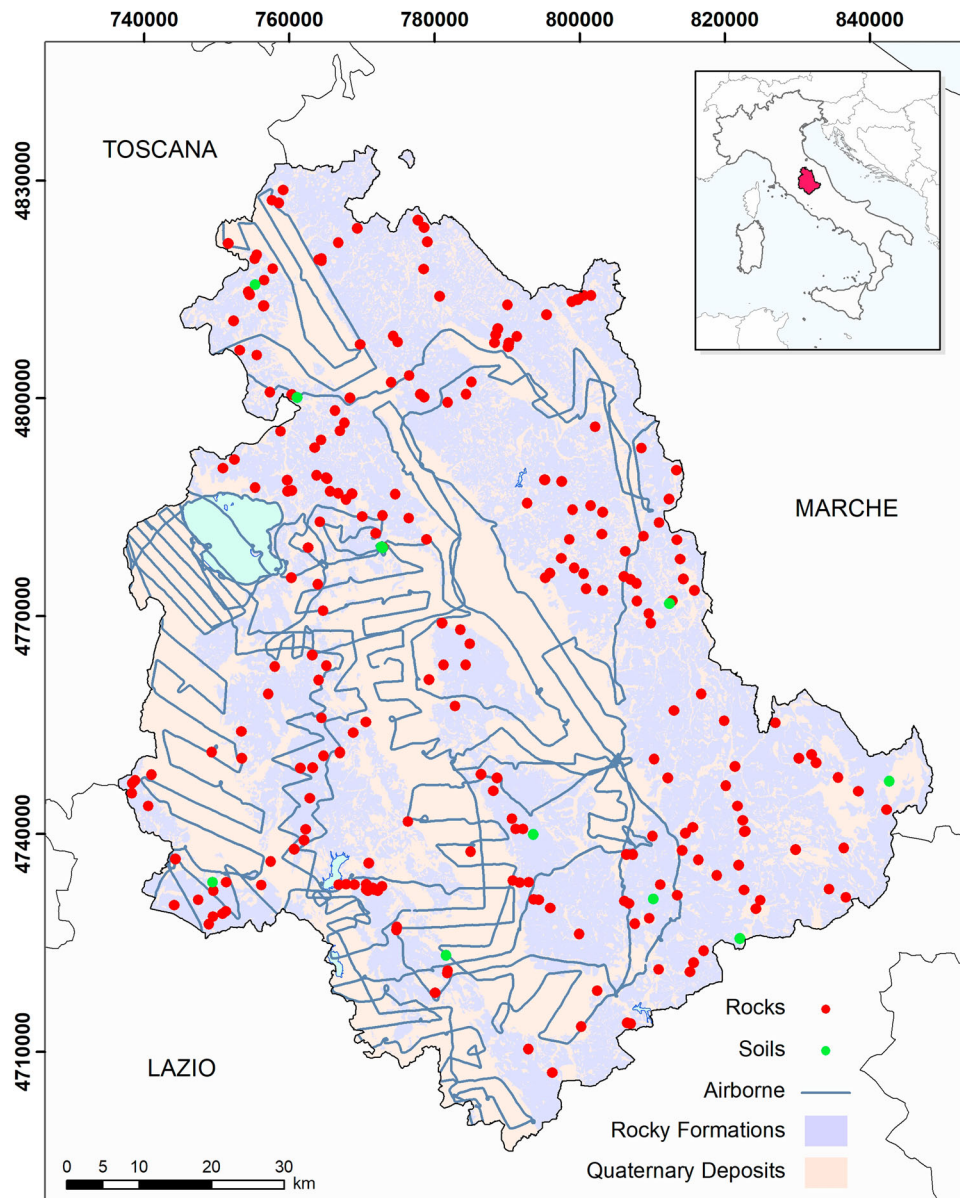 740000 760000 780000 800000 820000 840000
TOSCANA
4830000
4800000
MARCHE
4770000
4740000
4710000
LAZIO
Rocks
Soils
Airborne
Rocky Formations
Quaternary Deposits
0 5 10 20 30
km